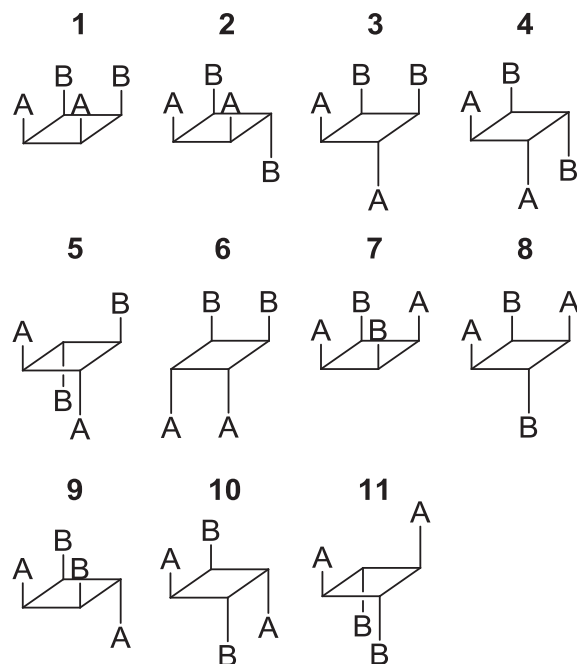 1 2 3 4
B B B B B B
A A A A A A
B B
A A
5 6 7 8
B B B B A B A
A A B A
B
A A A B
9 10 11
A
B B
A B A A
A A B
B B